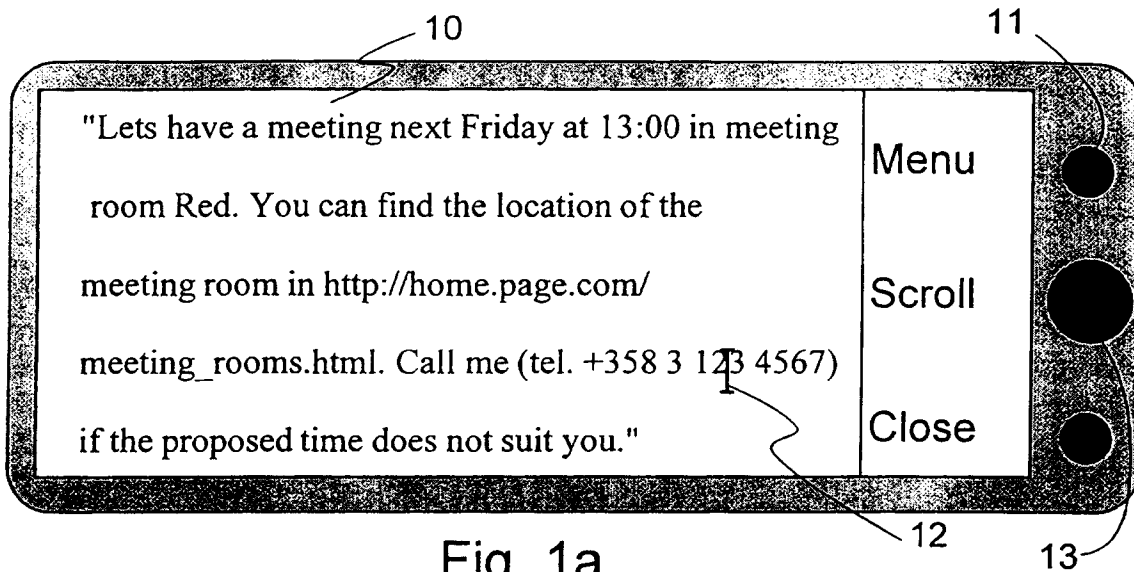 10
11
"Lets have a meeting next Friday at 13:00 in meeting
room Red. You can find the location of the
meeting room in http://home.page.com/
meeting_rooms.html. Call me (tel. +358 3 123 4567)
if the proposed time does not suit you."
Menu
Scroll
Close
12
13
Fig. 1a